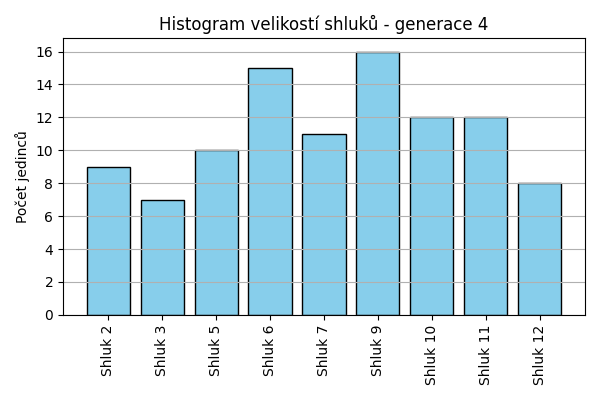 Histogram velikostí shluků - generace 4
Počet jedinců
16
14
12
10
8
6
4
2
0
Shluk 2
Shluk 3
Shluk 5
Shluk 6
Shluk 7
Shluk 9
Shluk 10
Shluk 11
Shluk 12